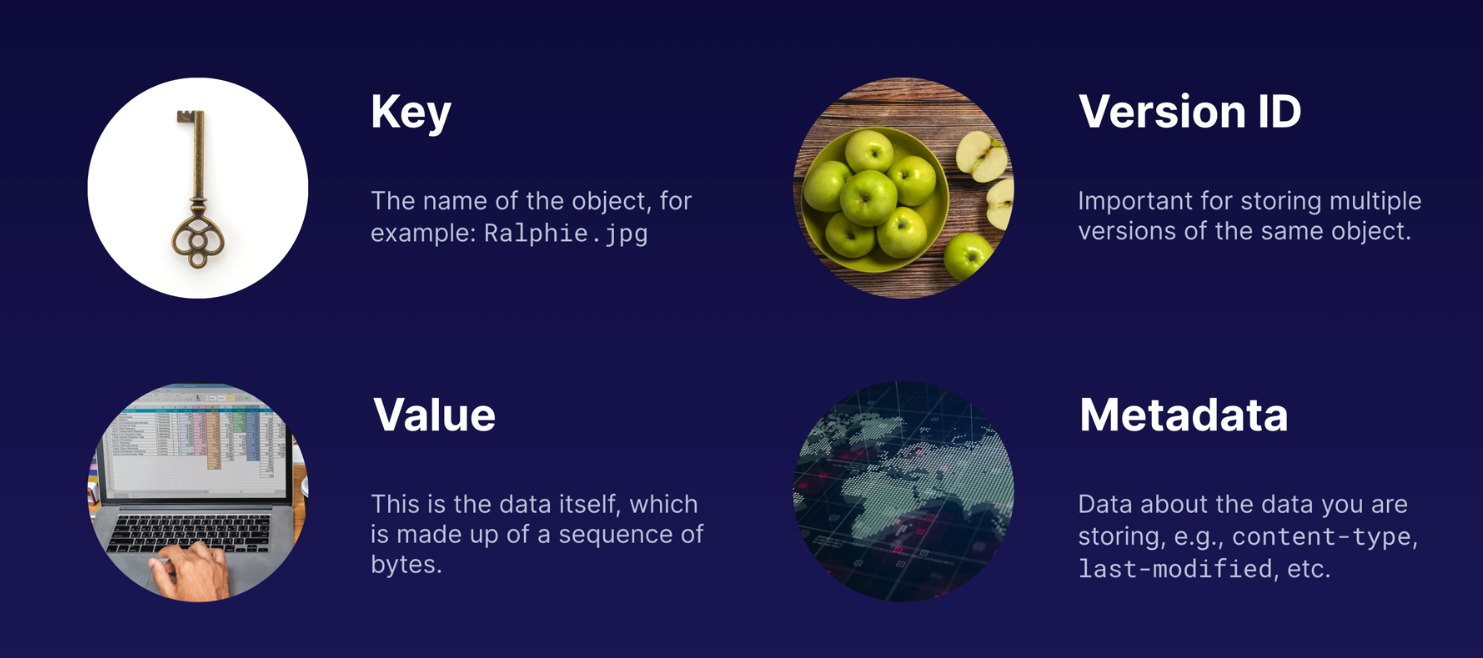 Key
The name of the object, for
example: Ralphie.jpg
Version ID
Important for storing multiple
versions of the same object.
Value
This is the data itself, which
is made up of a sequence of
bytes.
Metadata
Data about the data you are
storing, e.g., content-type,
last-modified, etc.